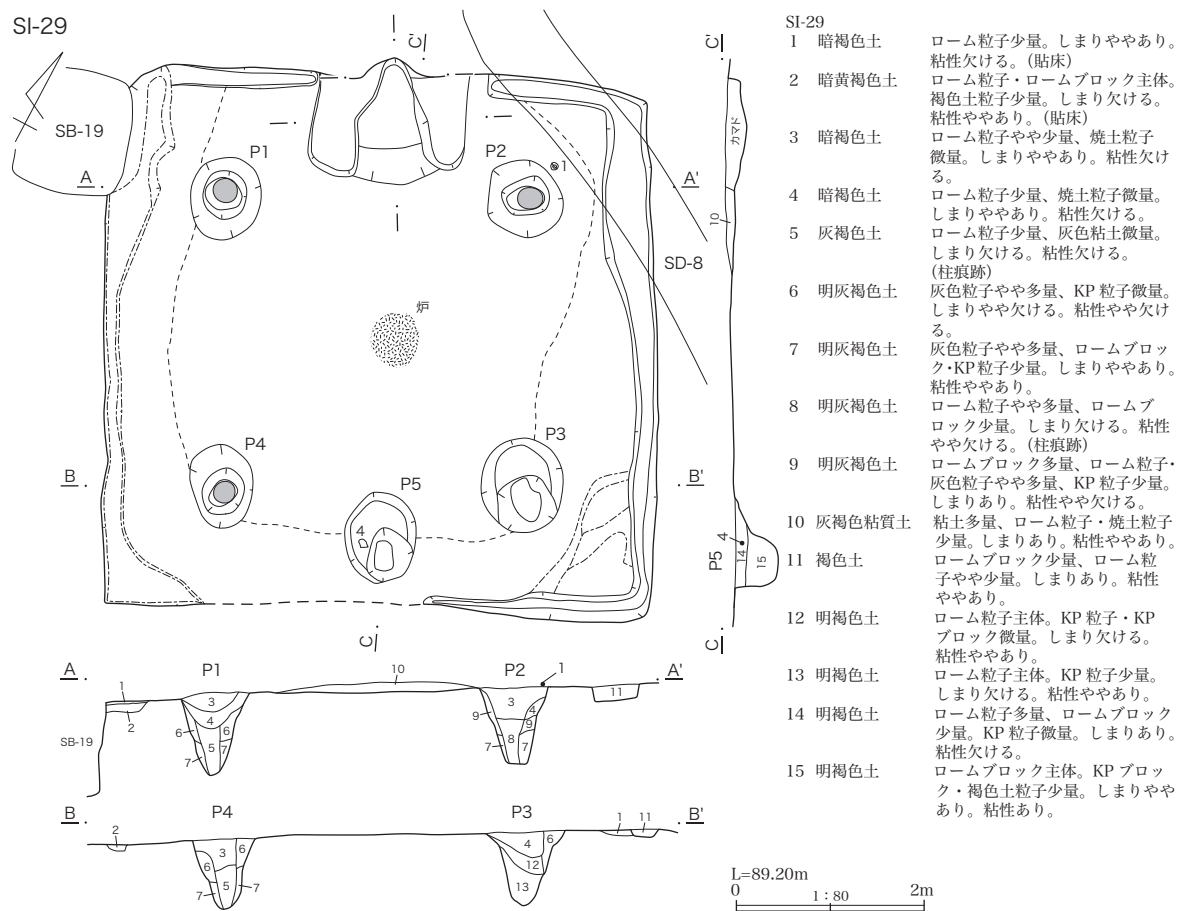 SI-29
SB-19
P1
P2
1
A
A'
C'
炉
SD-8
P4
P3
P5
4
B
B'
C
C'
カマド
10
P5
4
14
15
C
A
P1
10
P2
1
A'
1
2
3
4
6
6
5
7
7
3
4
9
9
8
7
7
11
SB-19
B
P4
P3
B'
2
3
6
6
5
7
7
4
6
12
13
1
11
SI-29
1 暗褐色土 ローム粒子少量。しまりややあり。
粘性欠ける。(貼床)
2 暗黄褐色土 ローム粒子・ロームブロック主体。
褐色土粒子少量。しまり欠ける。
粘性ややあり。(貼床)
3 暗褐色土 ローム粒子やや少量、焼土粒子
微量。しまりややあり。粘性欠け
る。
4 暗褐色土 ローム粒子少量、焼土粒子微量。
しまりややあり。粘性欠ける。
5 灰褐色土 ローム粒子少量、灰色粘土微量。
しまり欠ける。粘性欠ける。
(柱痕跡)
6 明灰褐色土 灰色粒子やや多量、KP 粒子微量。
しまりやや欠ける。粘性やや欠け
る。
7 明灰褐色土 灰色粒子やや多量、ロームブロッ
ク・KP粒子少量。しまりややあり。
粘性ややあり。
8 明灰褐色土 ローム粒子やや多量、ロームブ
ロック少量。しまり欠ける。粘性
やや欠ける。(柱痕跡)
9 明灰褐色土 ロームブロック多量、ローム粒子・
灰色粒子やや多量、KP 粒子少量。
しまりあり。粘性やや欠ける。
10 灰褐色粘質土 粘土多量、ローム粒子・焼土粒子
少量。しまりあり。粘性ややあり。
11 褐色土 ロームブロック少量、ローム粒
子やや少量。しまりあり。粘性
ややあり。
12 明褐色土 ローム粒子主体。KP 粒子・KP
ブロック微量。しまり欠ける。
粘性ややあり。
13 明褐色土 ローム粒子主体。KP 粒子少量。
しまり欠ける。粘性ややあり。
14 明褐色土 ローム粒子多量、ロームブロック
少量。KP 粒子微量。しまりあり。
粘性欠ける。
15 明褐色土 ロームブロック主体。KP ブロッ
ク・褐色土粒子少量。しまりやや
あり。粘性あり。
L=89.20m
0 1：80 2m